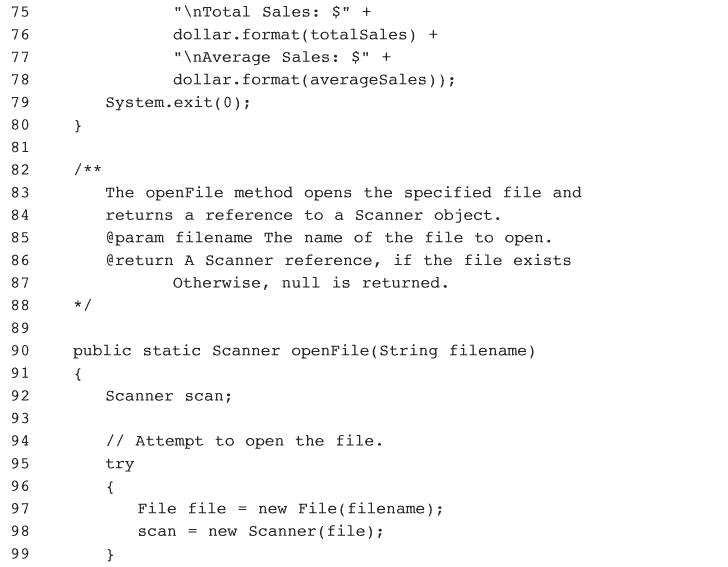 75 "\nTotal Sales: $" +
76 dollar.format(totalSales) +
77 "\nAverage Sales: $" +
78 dollar.format(averageSales));
79 System.exit(0);
80 }
81
82 /**
83 The openFile method opens the specified file and
84 returns a reference to a Scanner object.
85 @param filename The name of the file to open.
86 @return A Scanner reference, if the file exists
87 Otherwise, null is returned.
88 */
89
90 public static Scanner openFile(String filename)
91 {
92 Scanner scan;
93
94 // Attempt to open the file.
95 try
96 {
97 File file = new File(filename);
98 scan = new Scanner(file);
99 }